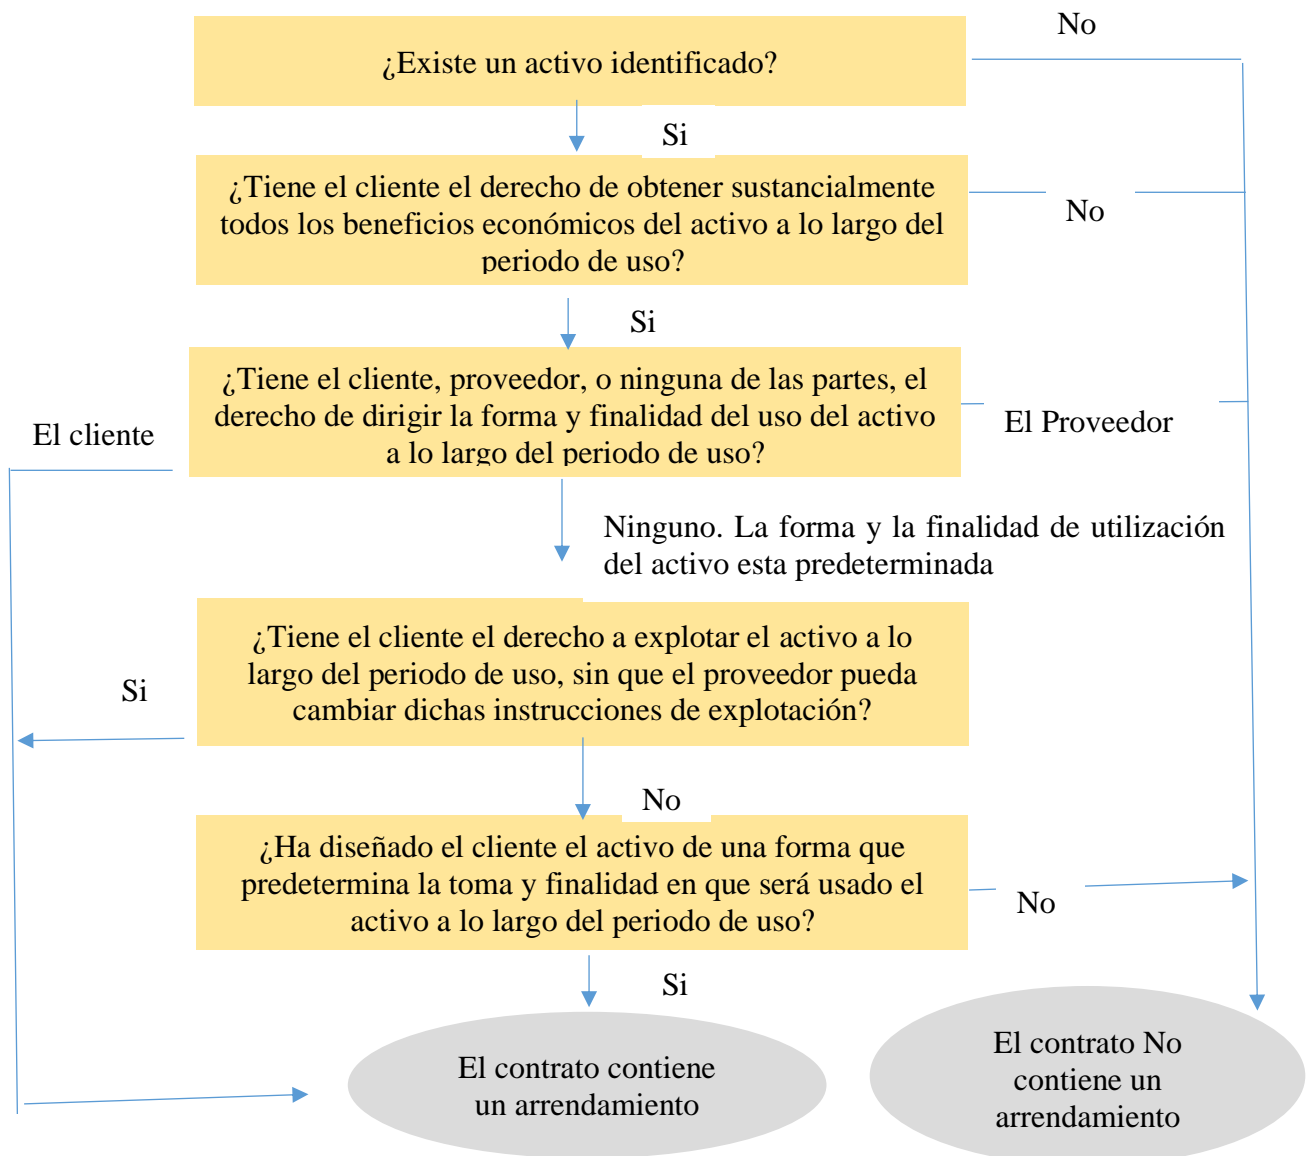 No
¿Existe un activo identificado?
Si
¿Tiene el cliente el derecho de obtener sustancialmente
todos los beneficios económicos del activo a lo largo del
periodo de uso?
No
Si
¿Tiene el cliente, proveedor, o ninguna de las partes, el
derecho de dirigir la forma y finalidad del uso del activo
a lo largo del periodo de uso?
El cliente
El Proveedor
Ninguno. La forma y la finalidad de utilización
del activo esta predeterminada
¿Tiene el cliente el derecho a explotar el activo a lo
largo del periodo de uso, sin que el proveedor pueda
cambiar dichas instrucciones de explotación?
Si
No
¿Ha diseñado el cliente el activo de una forma que
predetermina la toma y finalidad en que será usado el
activo a lo largo del periodo de uso?
No
Si
El contrato contiene
un arrendamiento
El contrato No
contiene un
arrendamiento